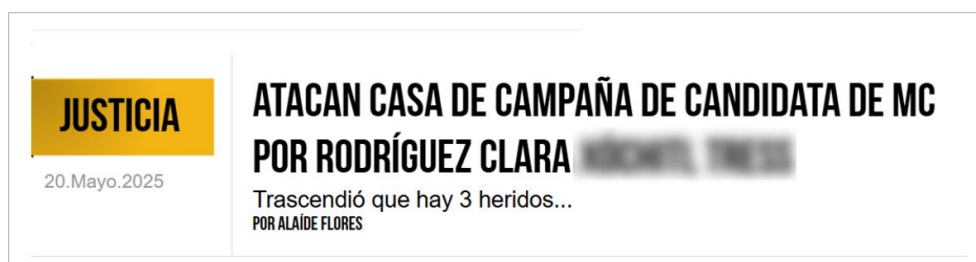 JUSTICIA
20.Mayo.2025
ATACAN CASA DE CAMPAÑA DE CANDIDATA DE MC
POR RODRÍGUEZ CLARA
Trascendió que hay 3 heridos...
POR ALAÍDE FLORES